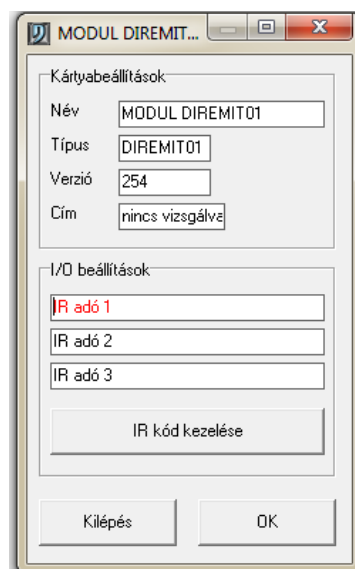 MODUL DIREMIT...
Kártyabeállítások
Név MODUL DIREMIT01
Típus DIREMIT01
Verzió 254
Cím nincs vizsgálva
I/O beállítások
IR adó 1
IR adó 2
IR adó 3
IR kód kezelése
Kilépés OK